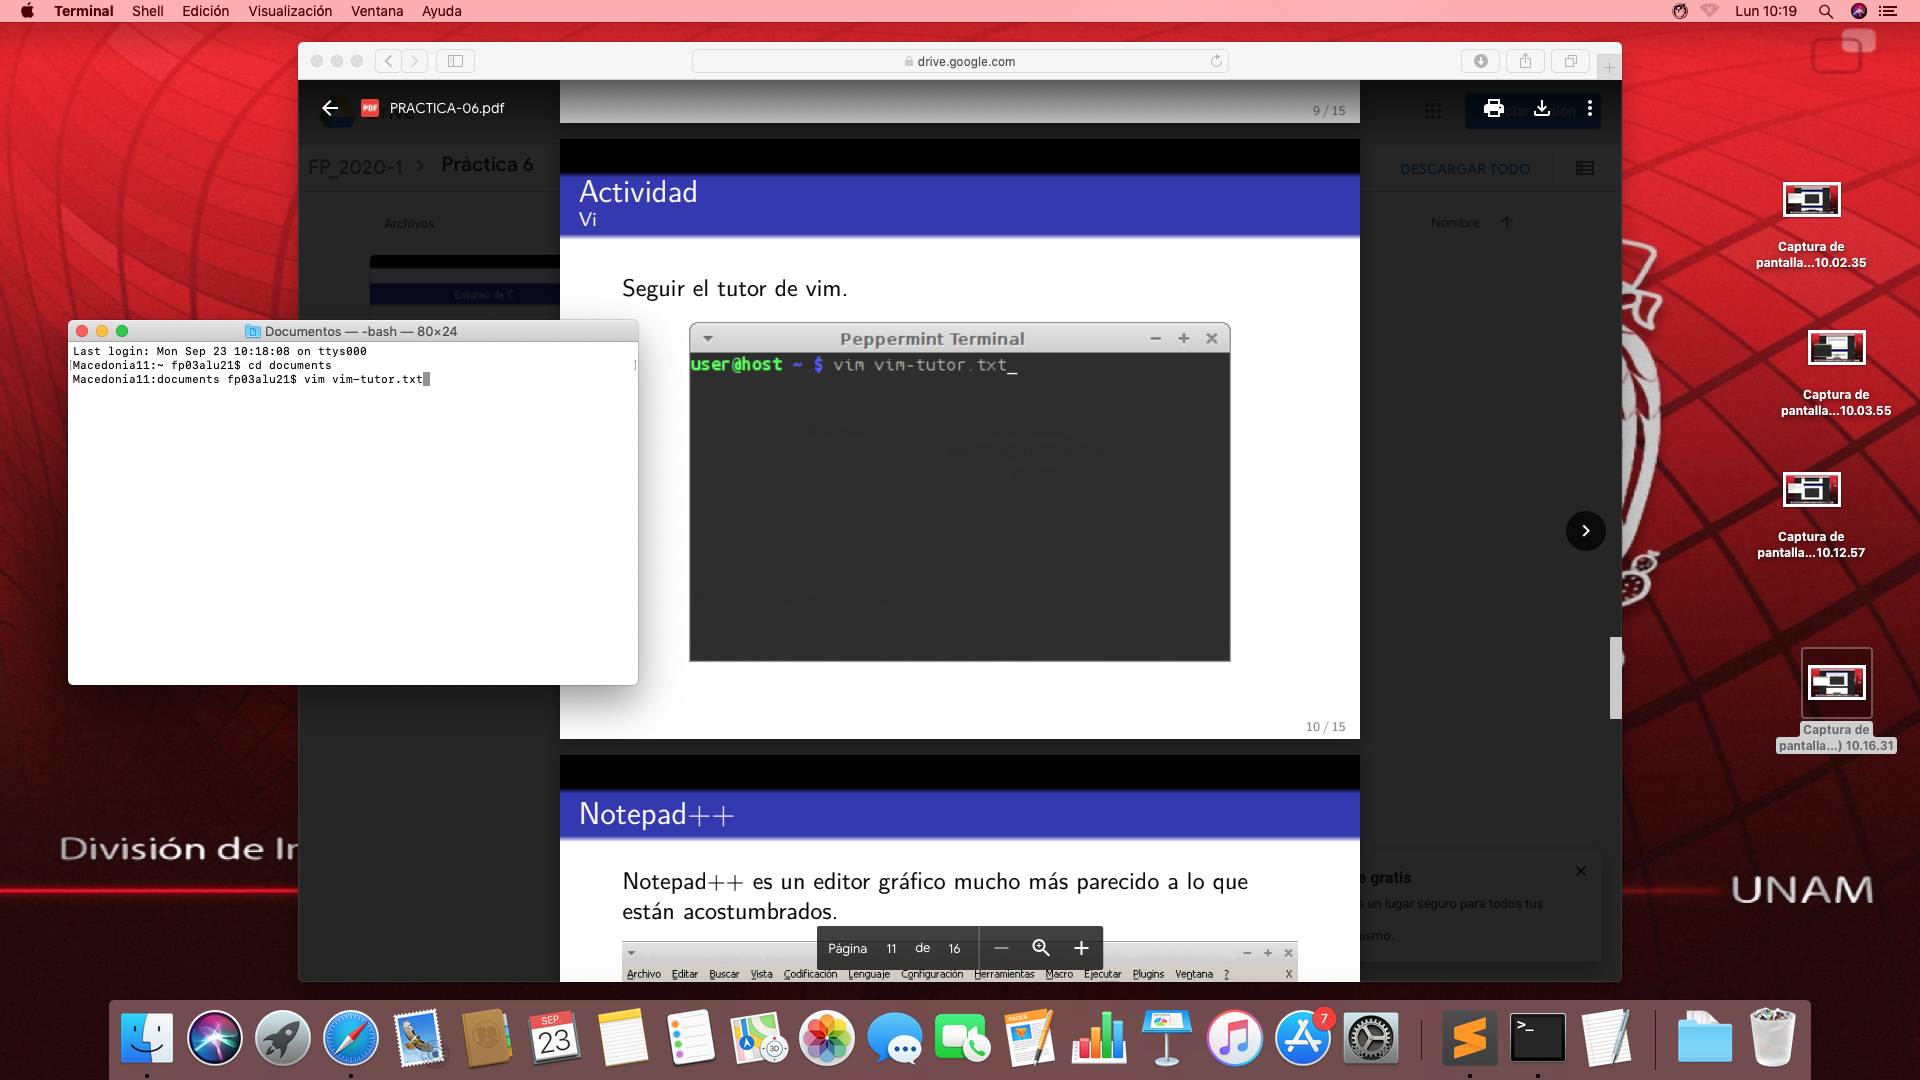 Terminal Shell Edición Visualización Ventana Ayuda
Lun 10:19
drive.google.com
PDF PRACTICA-06.pdf
9 / 15
FP_2020-1 > Práctica 6
DESCARGAR TODO
Archivos
Nombre
Entorno de C
Actividad
Vi
Seguir el tutor de vim.
Peppermint Terminal
user@host ~ $ vim vim-tutor.txt_
10 / 15
Documentos — -bash — 80×24
Last login: Mon Sep 23 10:18:08 on ttys000
[Macedonia11:~ fp03alu21$ cd documents ]
Macedonia11:documents fp03alu21$ vim vim-tutor.txt
Notepad++
Notepad++ es un editor gráfico mucho más parecido a lo que
están acostumbrados.
Página 11 de 16
Archivo Editar Buscar Vista Codificación Lenguaje Configuración Herramientas Macro Ejecutar Plugins Ventana ? X
e gratis
s un lugar seguro para todos tus
ismo.
Captura de
pantalla...10.02.35
Captura de
pantalla...10.03.55
Captura de
pantalla...10.12.57
Captura de
pantalla...) 10.16.31
División de In
UNAM
SEP.
23
3D
PAGES
7
>_